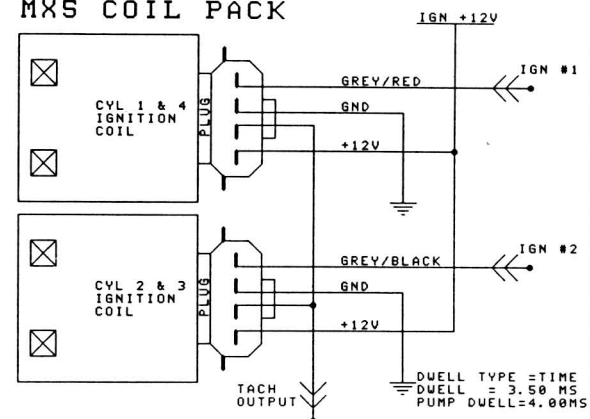 MX5 COIL PACK
IGN +12V
IGN #1
GREY/RED
GND
+12V
CYL 1 & 4
IGNITION
COIL
PLUG
IGN #2
GREY/BLACK
GND
+12V
CYL 2 & 3
IGNITION
COIL
PLUG
TACH
OUTPUT
DWELL TYPE =TIME
DWELL = 3.50 MS
PUMP DWELL=4.00MS